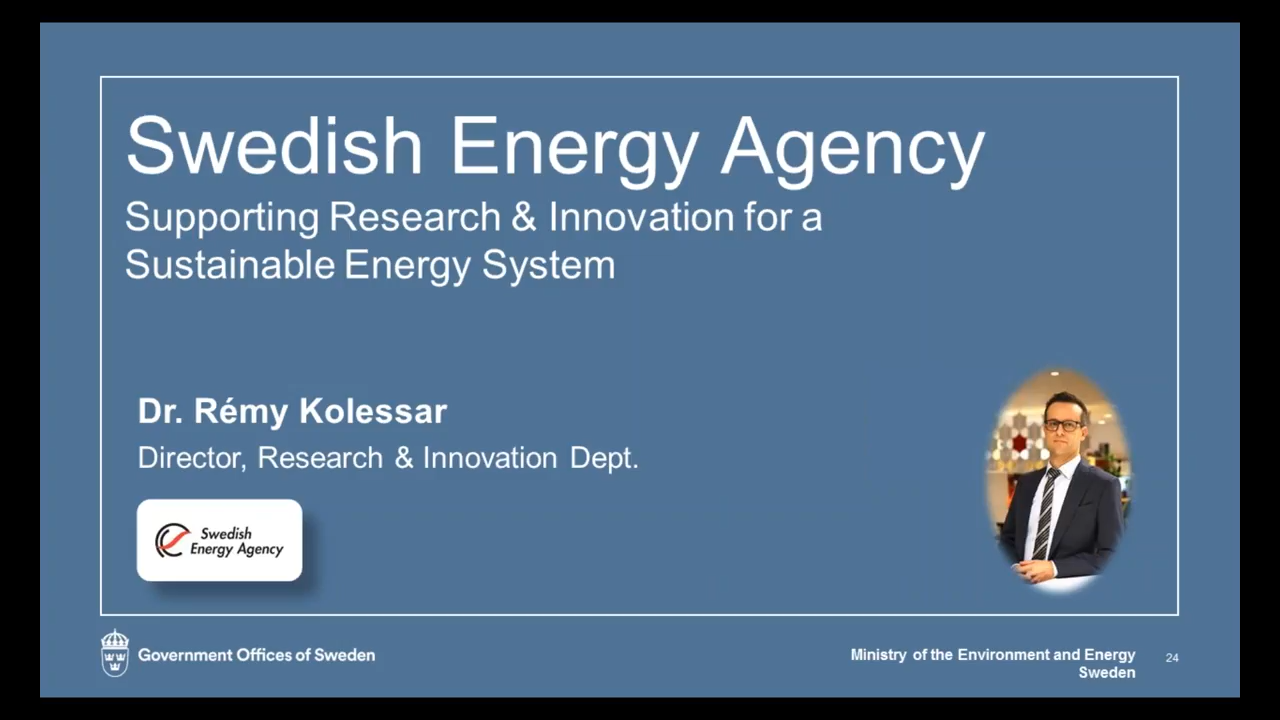 Swedish Energy Agency
Supporting Research & Innovation for a
Sustainable Energy System
Dr. Rémy Kolessar
Director, Research & Innovation Dept.
Swedish
Energy Agency
Government Offices of Sweden
Ministry of the Environment and Energy
Sweden
24